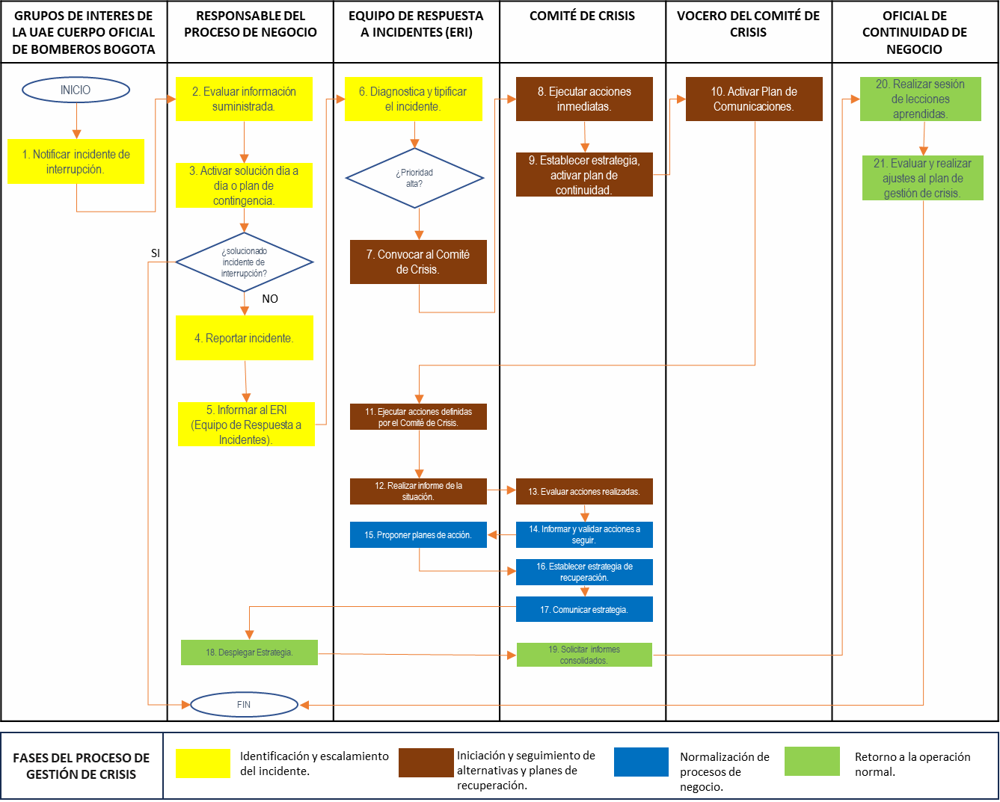 GRUPOS DE INTERES DE
LA UAE CUERPO OFICIAL
DE BOMBEROS BOGOTA
RESPONSABLE DEL
PROCESO DE NEGOCIO
EQUIPO DE RESPUESTA
A INCIDENTES (ERI)
COMITÉ DE CRISIS
VOCERO DEL COMITÉ DE
CRISIS
OFICIAL DE
CONTINUIDAD DE
NEGOCIO
INICIO
1. Notificar incidente de
interrupción.
2. Evaluar información
suministrada.
3. Activar solución dia a
dia o plan de
contingencia.
¿solucionado
incidente de
interrupción?
SI
NO
4. Reportar incidente.
5. Informar al ERI
(Equipo de Respuesta a
Incidentes).
6. Diagnostica y tipificar
el incidente.
¿Prioridad
alta?
7. Convocar al Comité
de Crisis.
8. Ejecutar acciones
inmediatas.
9. Establecer estrategia,
activar plan de
continuidad.
10. Activar Plan de
Comunicaciones.
11. Ejecutar acciones definidas
por el Comité de Crisis.
12. Realizar informe de la
situación.
13. Evaluar acciones realizadas.
14. Informar y validar acciones a
seguir.
15. Proponer planes de acción.
16. Establecer estrategia de
recuperación.
17. Comunicar estrategia.
18. Desplegar Estrategia.
19. Solicitar informes
consolidados.
20. Realizar sesión
de lecciones
aprendidas.
21. Evaluar y realizar
ajustes al plan de
gestión de crisis.
FIN
FASES DEL PROCESO DE
GESTIÓN DE CRISIS
Identificación y escalamiento
del incidente.
Iniciación y seguimiento de
alternativas y planes de
recuperación.
Normalización de
procesos de
negocio.
Retorno a la operación
normal.